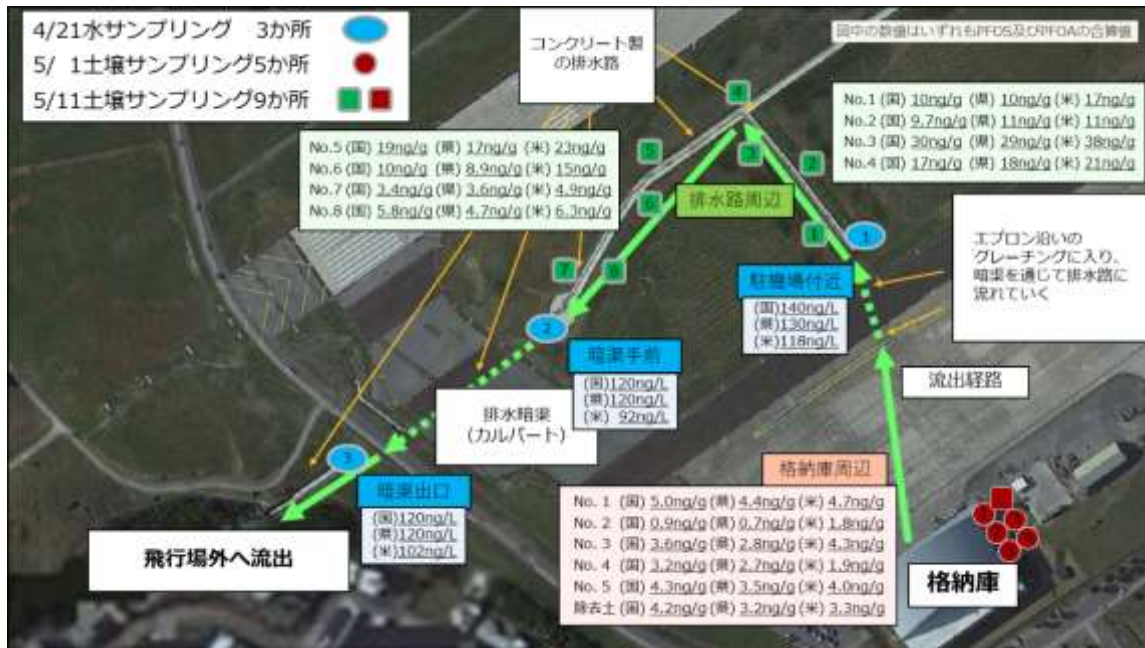 4/21水サンプリング 3か所
5/ 1土壌サンプリング5か所
5/11土壌サンプリング9か所
コンクリート製
の排水路
図中の数値はいずれもPFOS及びPFOAの合算値
No.1 (国) 10ng/g (県) 10ng/g (米) 17ng/g
No.2 (国) 9.7ng/g (県) 11ng/g (米) 11ng/g
No.3 (国) 30ng/g (県) 29ng/g (米) 38ng/g
No.4 (国) 17ng/g (県) 18ng/g (米) 21ng/g
No.5 (国) 19ng/g (県) 17ng/g (米) 23ng/g
No.6 (国) 10ng/g (県) 8.9ng/g (米) 15ng/g
No.7 (国) 3.4ng/g (県) 3.6ng/g (米) 4.9ng/g
No.8 (国) 5.8ng/g (県) 4.7ng/g (米) 6.3ng/g
4
5
3
2
6
排水路周辺
1
1
7
8
エプロン沿いの
グレーチングに入り、
暗渠を通じて排水路に
流れていく
駐機場付近
(国)140ng/L
(県)130ng/L
(米)118ng/L
2
暗渠手前
(国)120ng/L
(県)120ng/L
(米) 92ng/L
流出経路
排水暗渠
(カルバート)
3
暗渠出口
(国)120ng/L
(県)120ng/L
(米)102ng/L
飛行場外へ流出
格納庫周辺
No. 1 (国) 5.0ng/g (県) 4.4ng/g (米) 4.7ng/g
No. 2 (国) 0.9ng/g (県) 0.7ng/g (米) 1.8ng/g
No. 3 (国) 3.6ng/g (県) 2.8ng/g (米) 4.3ng/g
No. 4 (国) 3.2ng/g (県) 2.7ng/g (米) 1.9ng/g
No. 5 (国) 4.3ng/g (県) 3.5ng/g (米) 4.0ng/g
除去土 (国) 4.2ng/g (県) 3.2ng/g (米) 3.3ng/g
格納庫